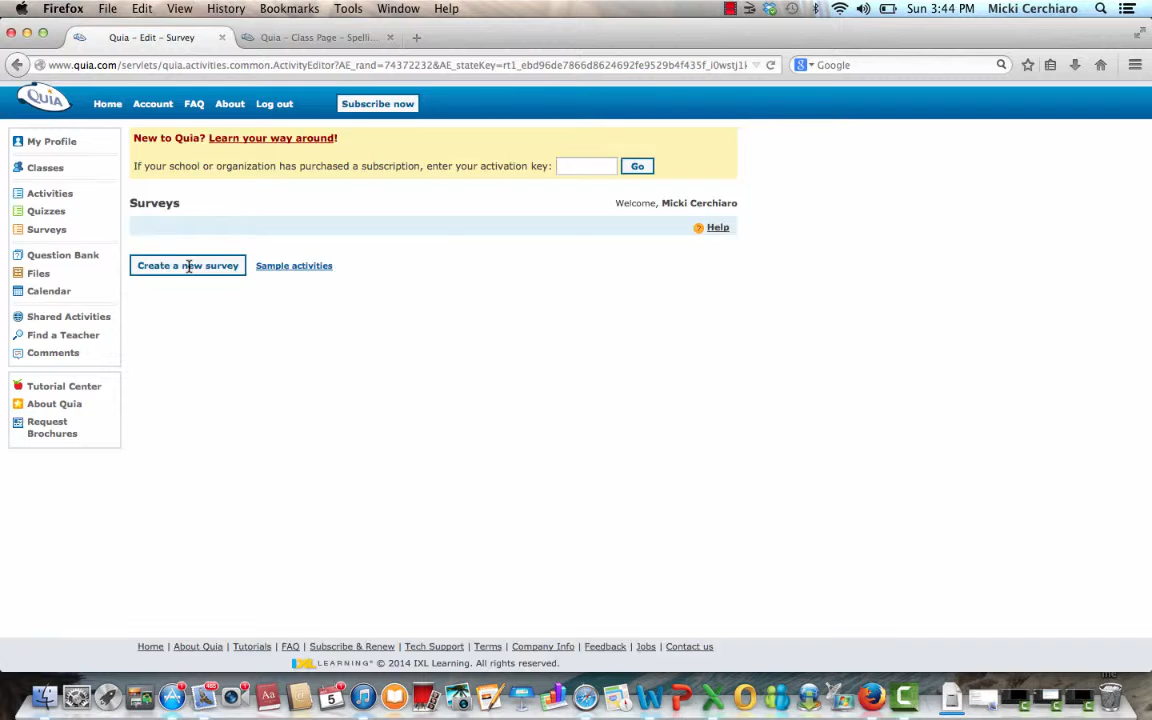 Firefox File Edit View History Bookmarks Tools Window Help Sun 3:44 PM Micki Cerchiaro
Quia - Edit - Survey Quia - Class Page - Spelli...
www.quia.com/servlets/quia.activities.common.ActivityEditor?AE_rand=74372232&AE_stateKey=rt1_ebd96de7866d8624692fe9529b4f435f_i0wstj1k Google
QUIA Home Account FAQ About Log out Subscribe now
My Profile
Classes
Activities
Quizzes
Surveys
Question Bank
Files
Calendar
Shared Activities
Find a Teacher
Comments
Tutorial Center
About Quia
Request
Brochures
New to Quia? Learn your way around!
If your school or organization has purchased a subscription, enter your activation key: Go
Surveys Welcome, Micki Cerchiaro
? Help
Create a new survey Sample activities
Home About Quia Tutorials FAQ Subscribe & Renew Tech Support Terms Company Info Feedback Jobs Contact us
IXL LEARNING® © 2014 IXL Learning. All rights reserved.